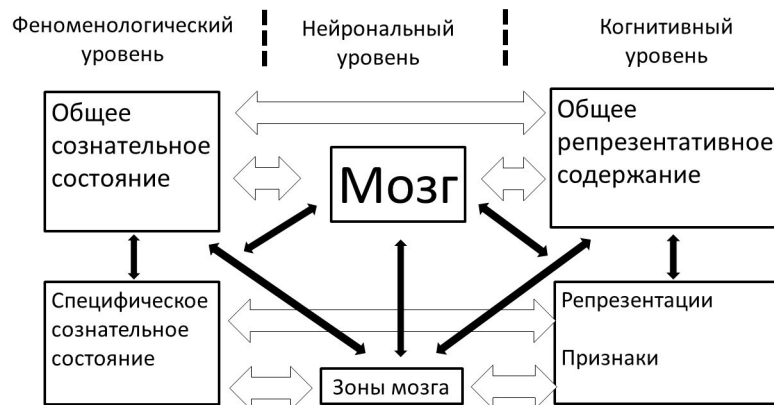 Феноменологический
уровень
Нейрональный
уровень
Когнитивный
уровень
Общее
сознательное
состояние
Мозг
Общее
репрезентативное
содержание
Специфическое
сознательное
состояние
Зоны мозга
Репрезентации
Признаки